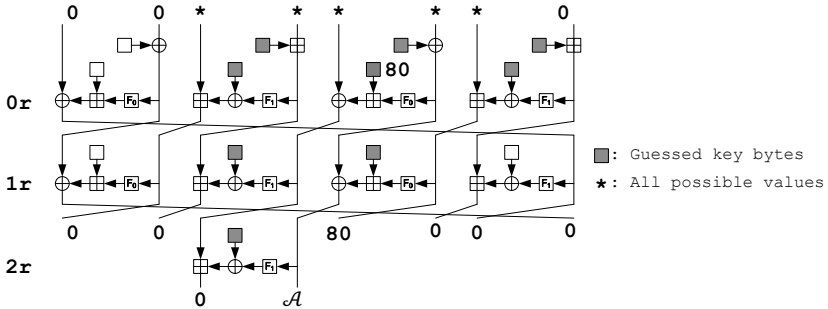 0 0 * * * * * 0
80
0r F₀ F₁ F₀ F₁
: Guessed key bytes
1r F₀ F₁ F₀ F₁
*: All possible values
0 0 80 0 0 0
2r F₁
0 𝒜